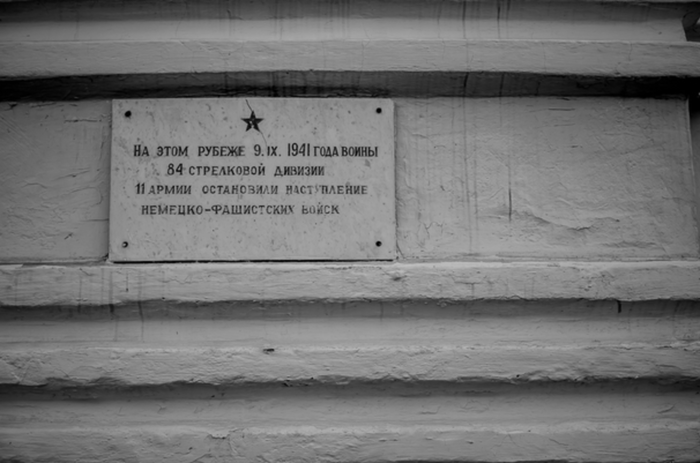 НА ЭТОМ РУБЕЖЕ 9.IX.1941 ГОДА ВОИНЫ
84 СТРЕЛКОВОЙ ДИВИЗИИ
11 АРМИИ ОСТАНОВИЛИ НАСТУПЛЕНИЕ
НЕМЕЦКО-ФАШИСТСКИХ ВОЙСК